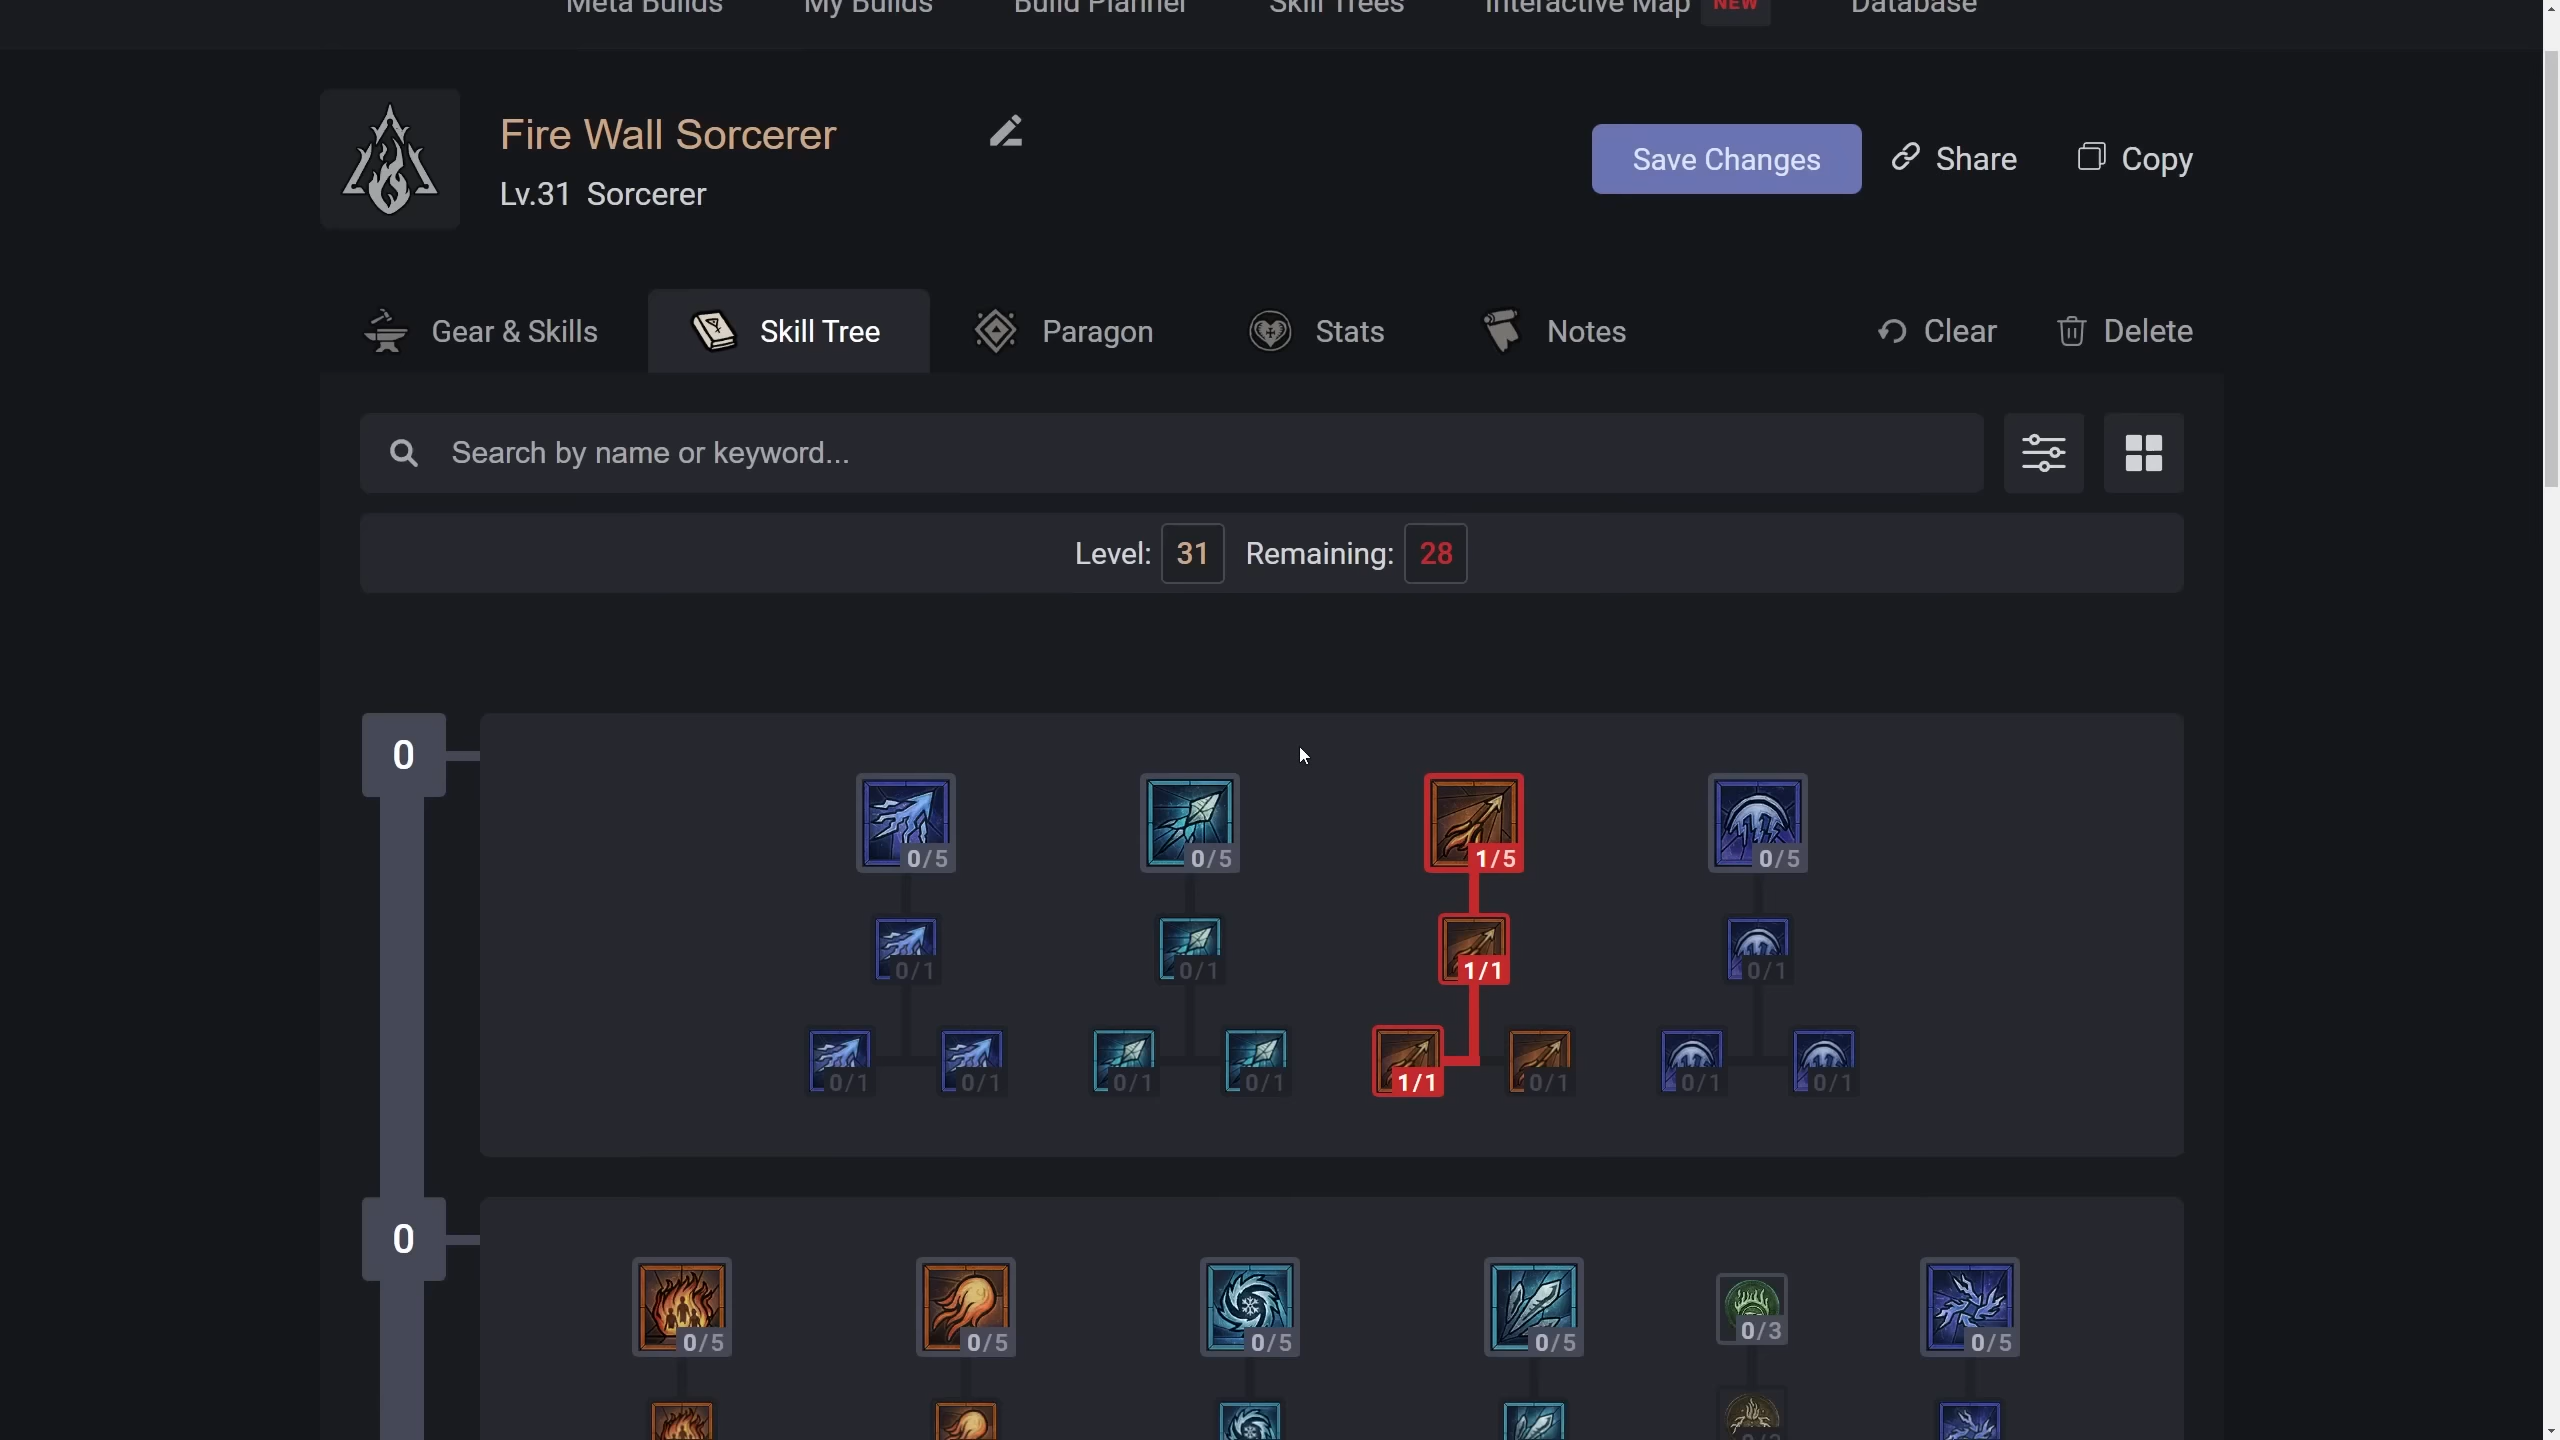 Meta Builds My Builds Build Planner Skill Trees Interactive Map NEW Database
Fire Wall Sorcerer
Lv.31 Sorcerer
Save Changes Share Copy
Gear & Skills Skill Tree Paragon Stats Notes Clear Delete
Search by name or keyword...
Level: 31 Remaining: 28
0
0/5 0/5 1/5 0/5
0/1 0/1 1/1 0/1
0/1 0/1 0/1 0/1 1/1 0/1 0/1 0/1
0
0/5 0/5 0/5 0/5 0/3 0/5